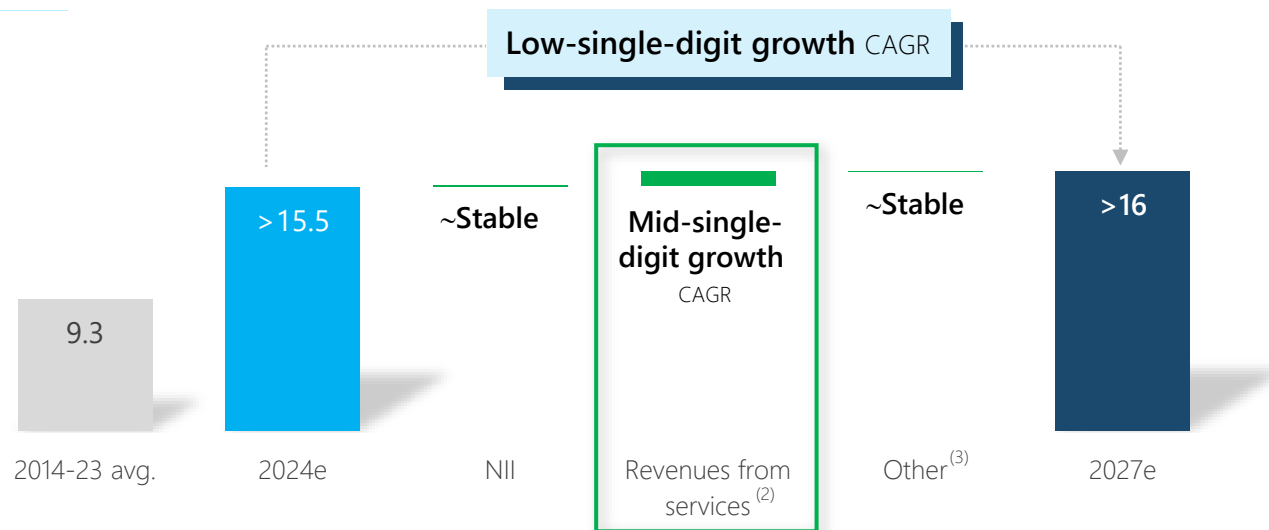 Low-single-digit growth CAGR
>15.5
~Stable
Mid-single-
digit growth
CAGR
~Stable
>16
9.3
2014-23 avg.
2024e
NII
Revenues from
services (2)
Other(3)
2027e